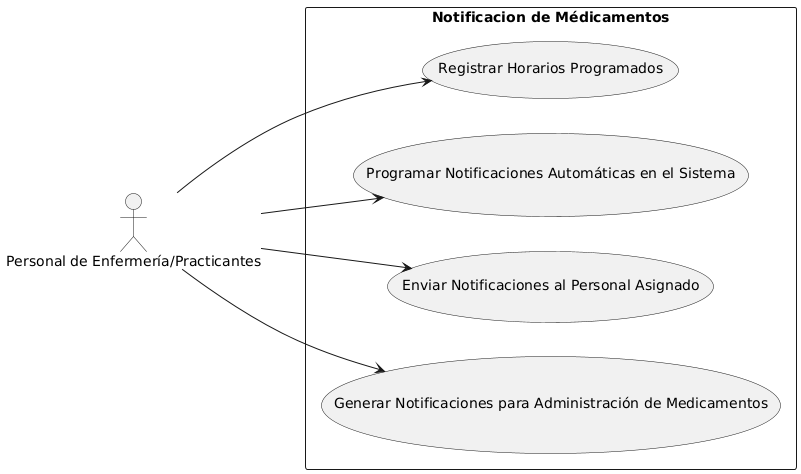 Notificacion de Médicamentos
Registrar Horarios Programados
Programar Notificaciones Automáticas en el Sistema
Personal de Enfermería/Practicantes
Enviar Notificaciones al Personal Asignado
Generar Notificaciones para Administración de Medicamentos